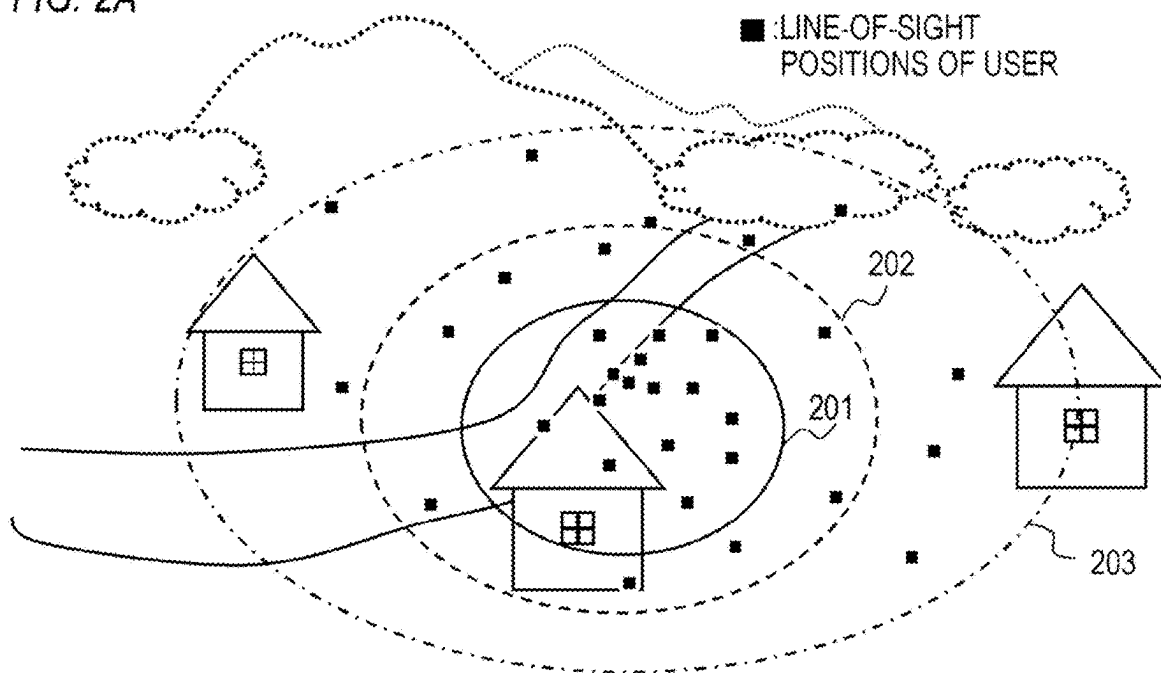 FIG. 2A
■ :LINE-OF-SIGHT
POSITIONS OF USER
202
201
203